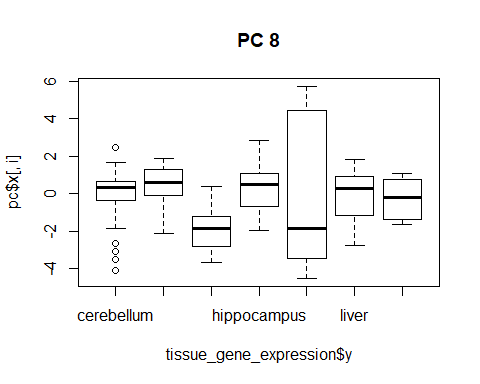 PC 8
pc$x[, i]
6
4
2
0
-2
-4
cerebellum hippocampus liver
tissue_gene_expression$y